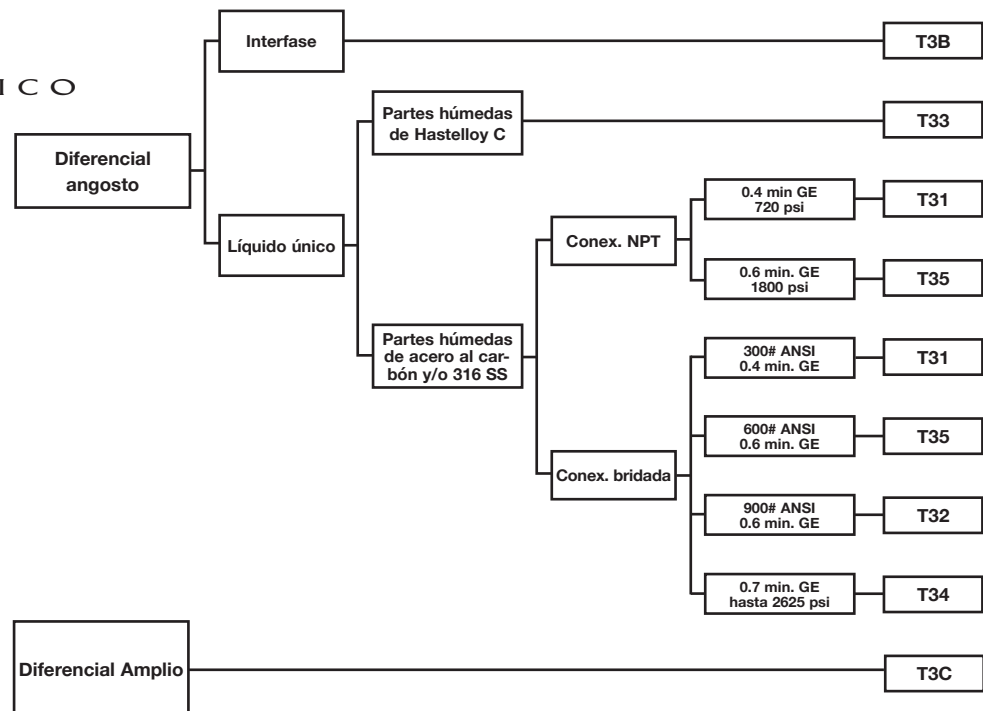 Interfase
T3B
I C O
Partes húmedas
de Hastelloy C
T33
Diferencial
angosto
0.4 min GE
720 psi
T31
Líquido único
Conex. NPT
0.6 min. GE
1800 psi
T35
Partes húmedas
de acero al car-
bón y/o 316 SS
300# ANSI
0.4 min. GE
T31
600# ANSI
0.6 min. GE
T35
Conex. bridada
900# ANSI
0.6 min. GE
T32
0.7 min. GE
hasta 2625 psi
T34
Diferencial Amplio
T3C